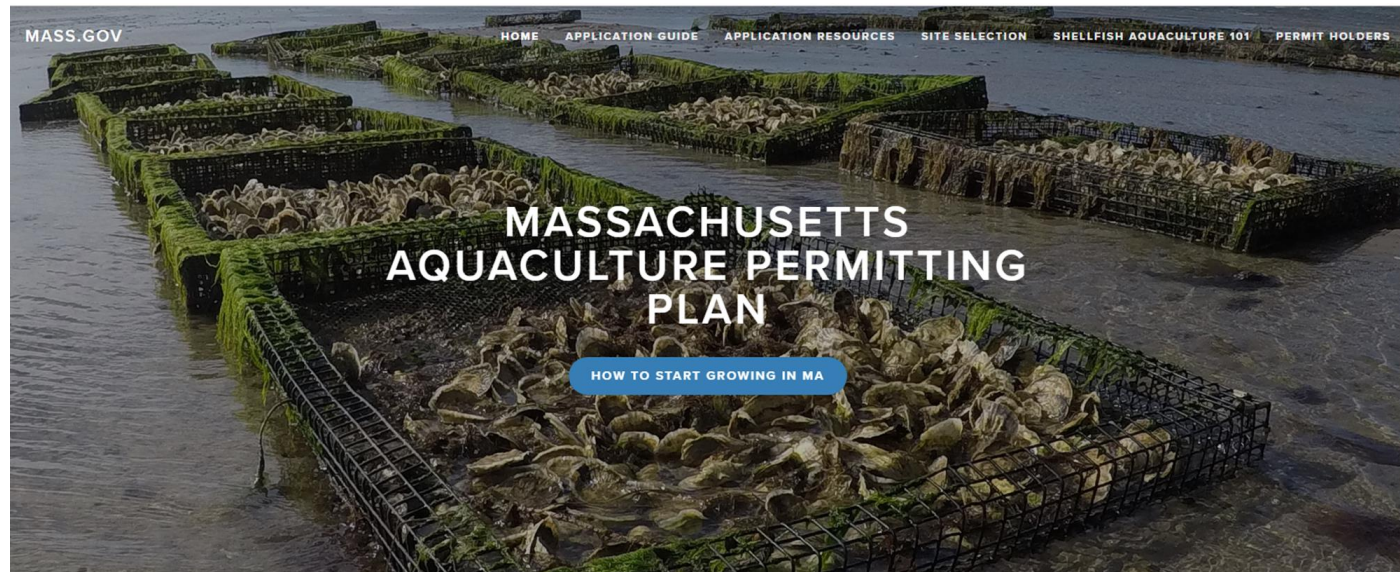 MASS.GOV
HOME APPLICATION GUIDE APPLICATION RESOURCES SITE SELECTION SHELLFISH AQUACULTURE 101 PERMIT HOLDERS
MASSACHUSETTS
AQUACULTURE PERMITTING
PLAN
HOW TO START GROWING IN MA